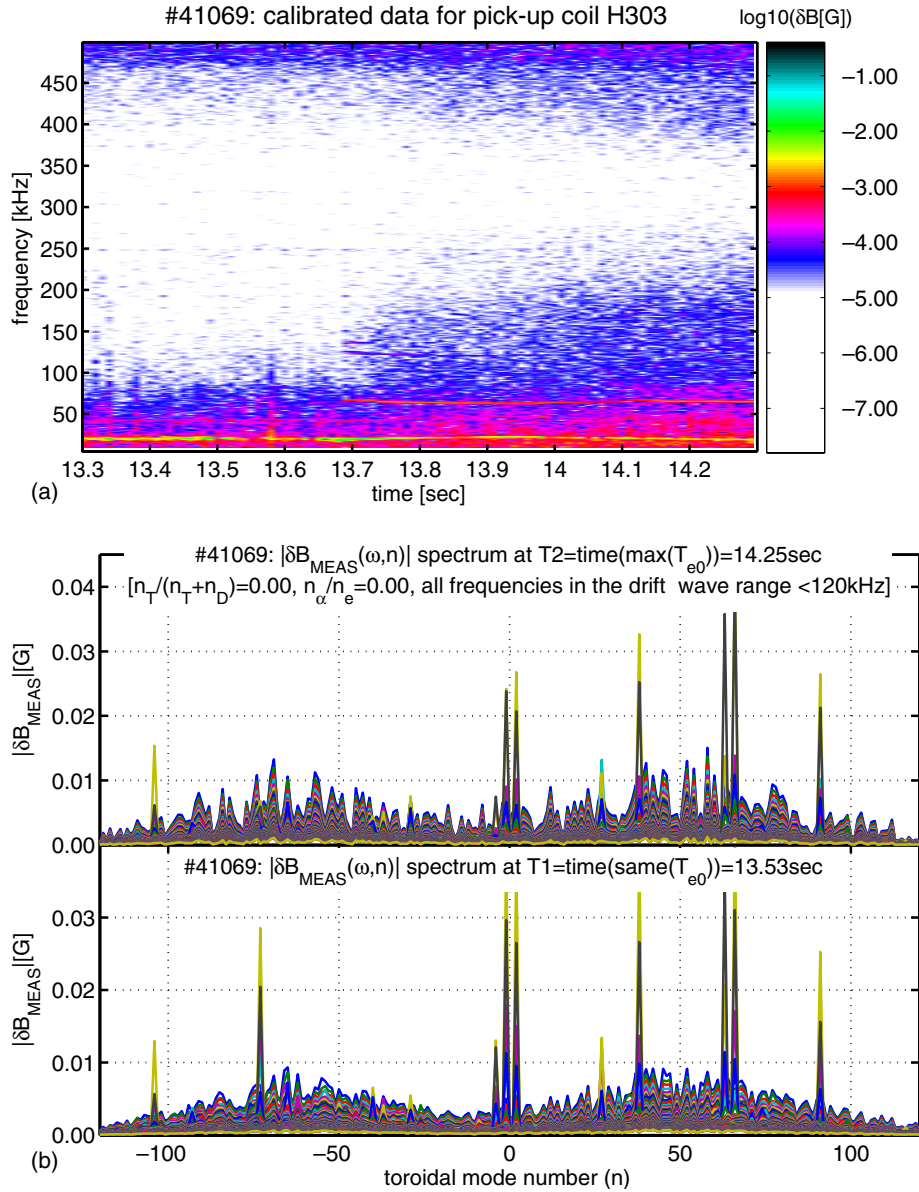 #41069: calibrated data for pick-up coil H303
log10(δB[G])
450
400
350
300
250
200
150
100
50
frequency [kHz]
13.3 13.4 13.5 13.6 13.7 13.8 13.9 14 14.1 14.2
time [sec]
−1.00
−2.00
−3.00
−4.00
−5.00
−6.00
−7.00
(a)
#41069: |δB_MEAS(ω,n)| spectrum at T2=time(max(T_e0))=14.25sec
[n_T/(n_T+n_D)=0.00, n_α/n_e=0.00, all frequencies in the drift wave range <120kHz]
0.04
0.03
0.02
0.01
0.00
|δB_MEAS|[G]
#41069: |δB_MEAS(ω,n)| spectrum at T1=time(same(T_e0))=13.53sec
0.03
0.02
0.01
0.00
|δB_MEAS|[G]
−100 −50 0 50 100
toroidal mode number (n)
(b)